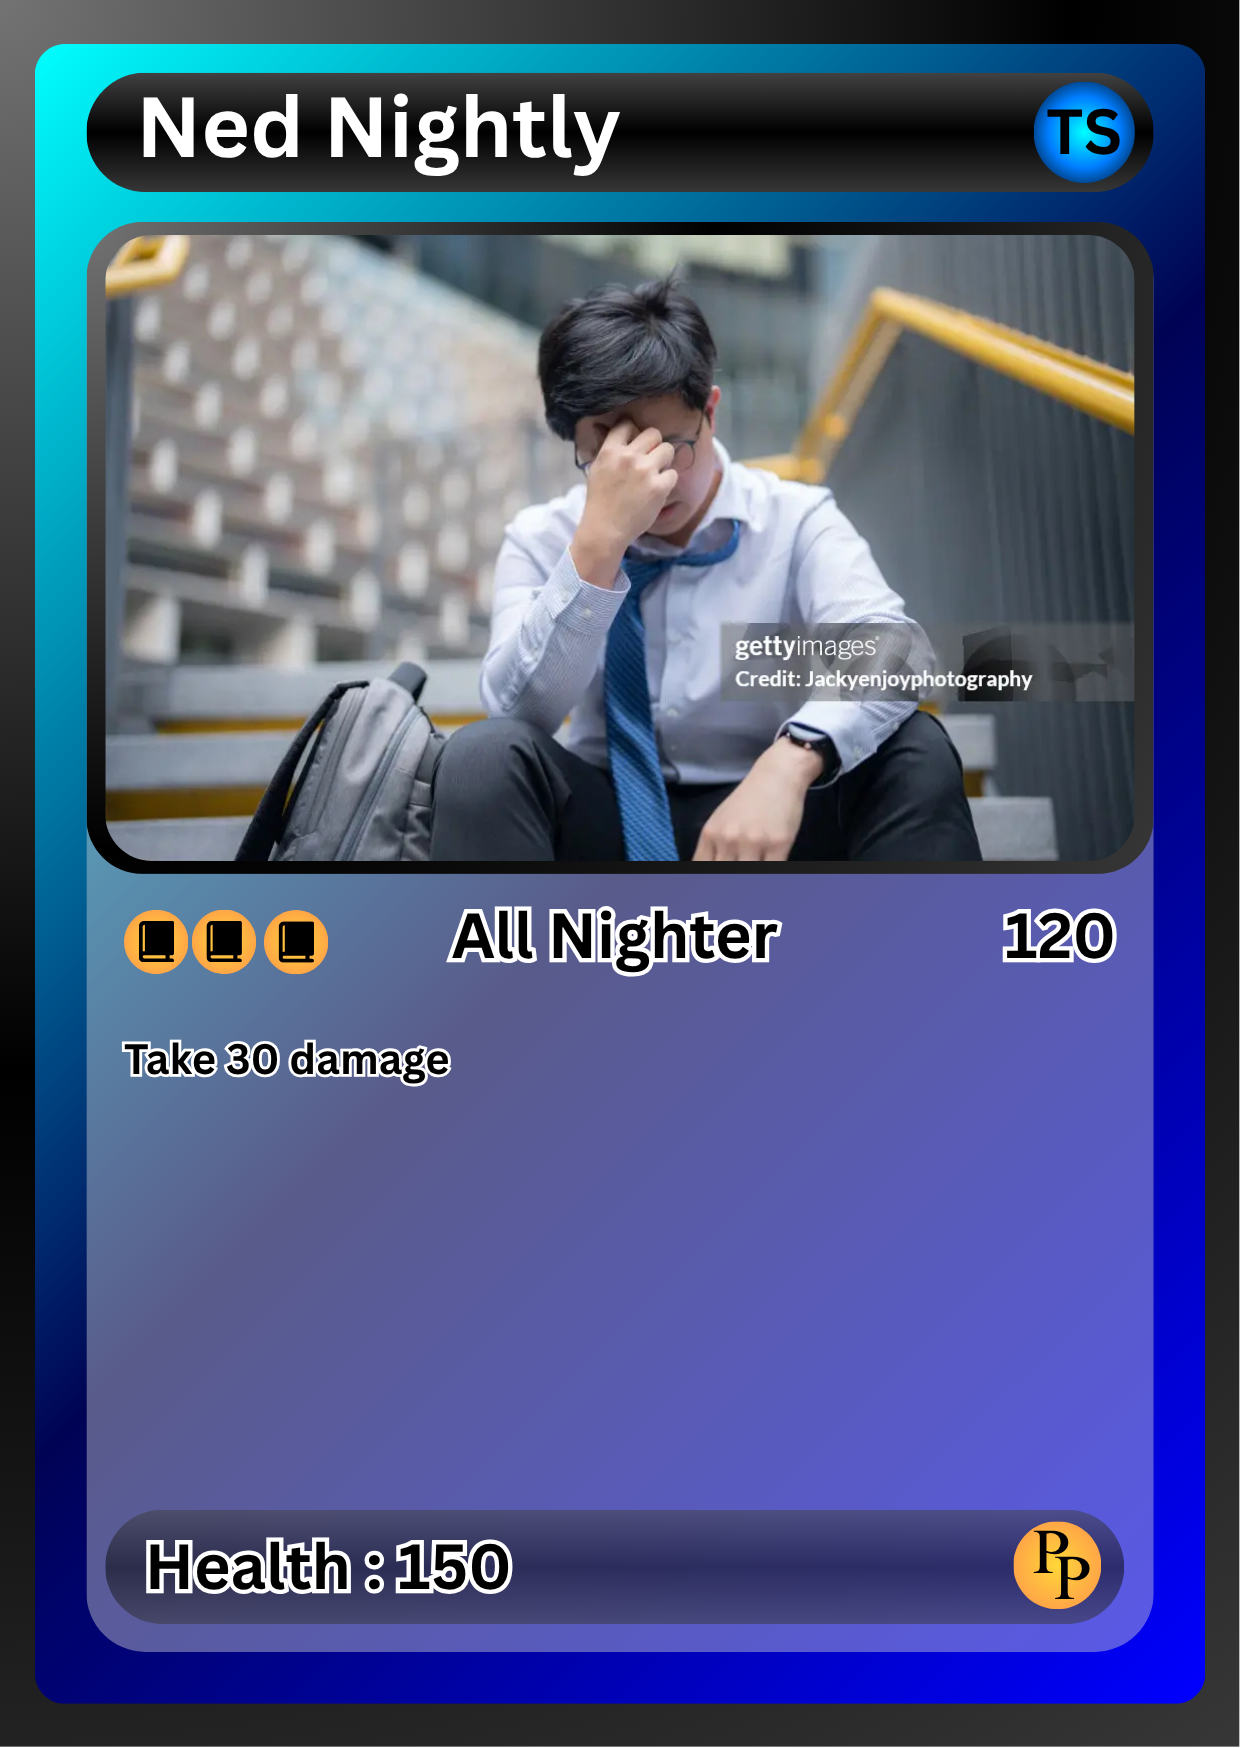 Ned Nightly
TS
gettyimages
Credit: Jackyenjoyphotography
All Nighter
120
Take 30 damage
Health : 150
PP